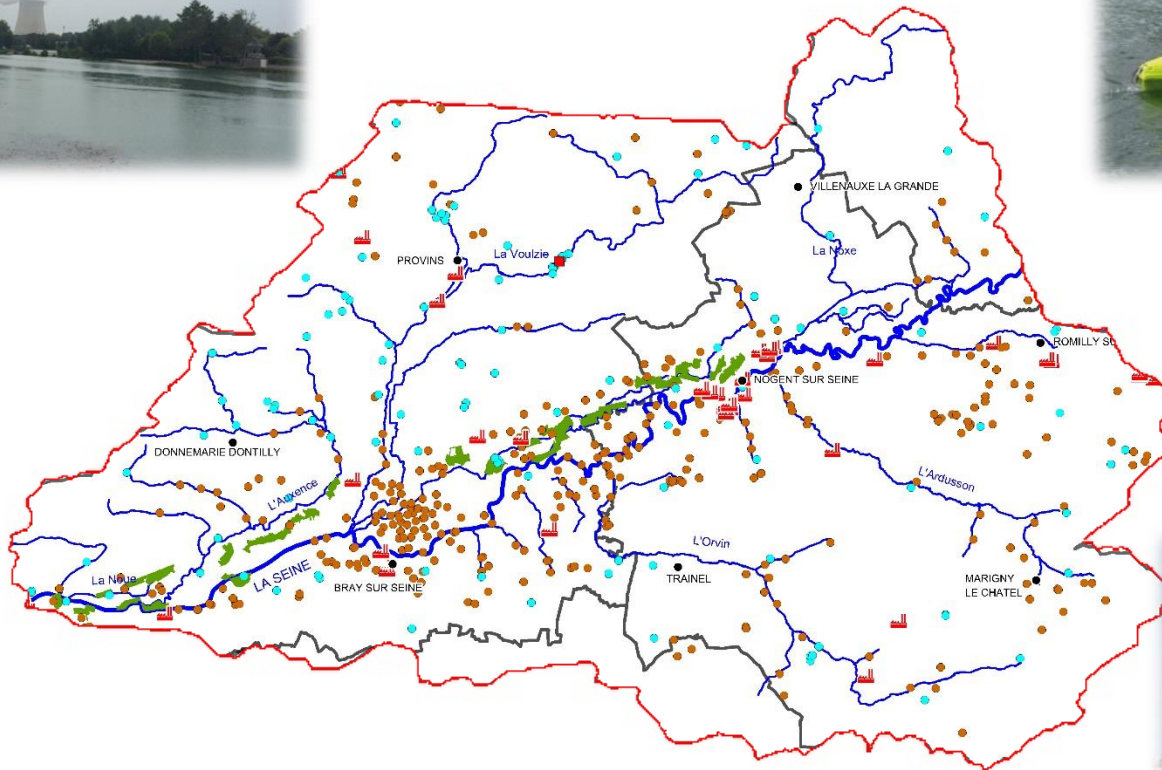 VILLENAUXE LA GRANDE
La Noxe
La Voulzie
PROVINS
ROMILLY SU
NOGENT SUR SEINE
DONNEMARIE DONTILLY
L'Auxence
L'Ardusson
L'Orvin
LA SEINE
La Noue
TRAINEL
BRAY SUR SEINE
MARIGNY
LE CHATEL